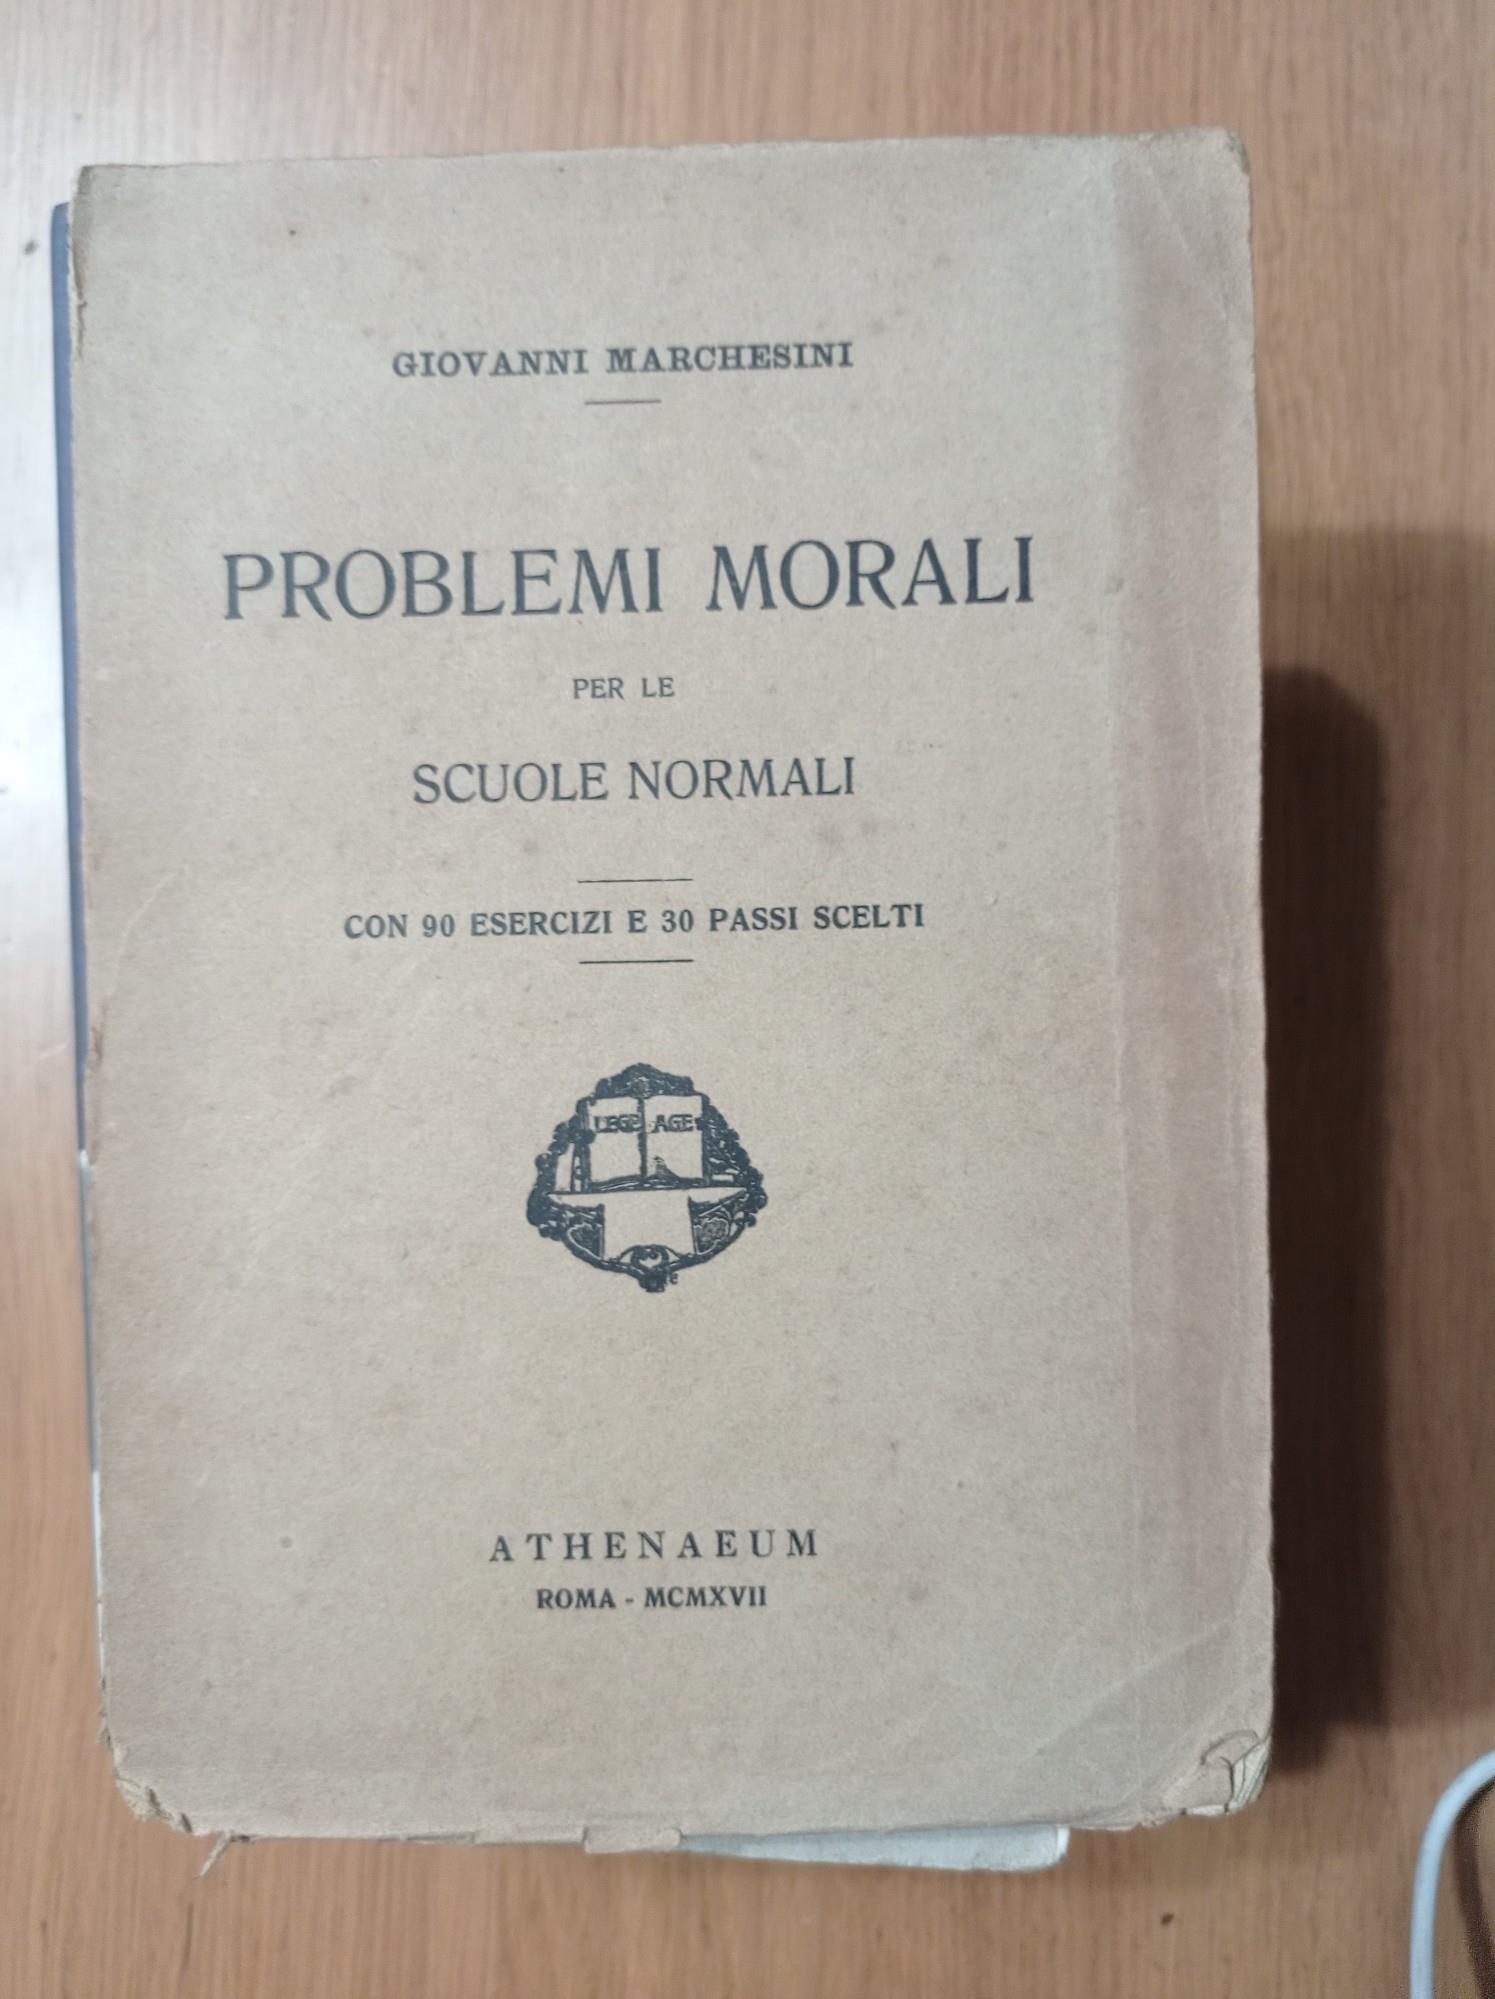 GIOVANNI MARCHESINI
PROBLEMI MORALI
PER LE
SCUOLE NORMALI
CON 90 ESERCIZI E 30 PASSI SCELTI
LEGE AGE
ATHENAEUM
ROMA - MCMXVII